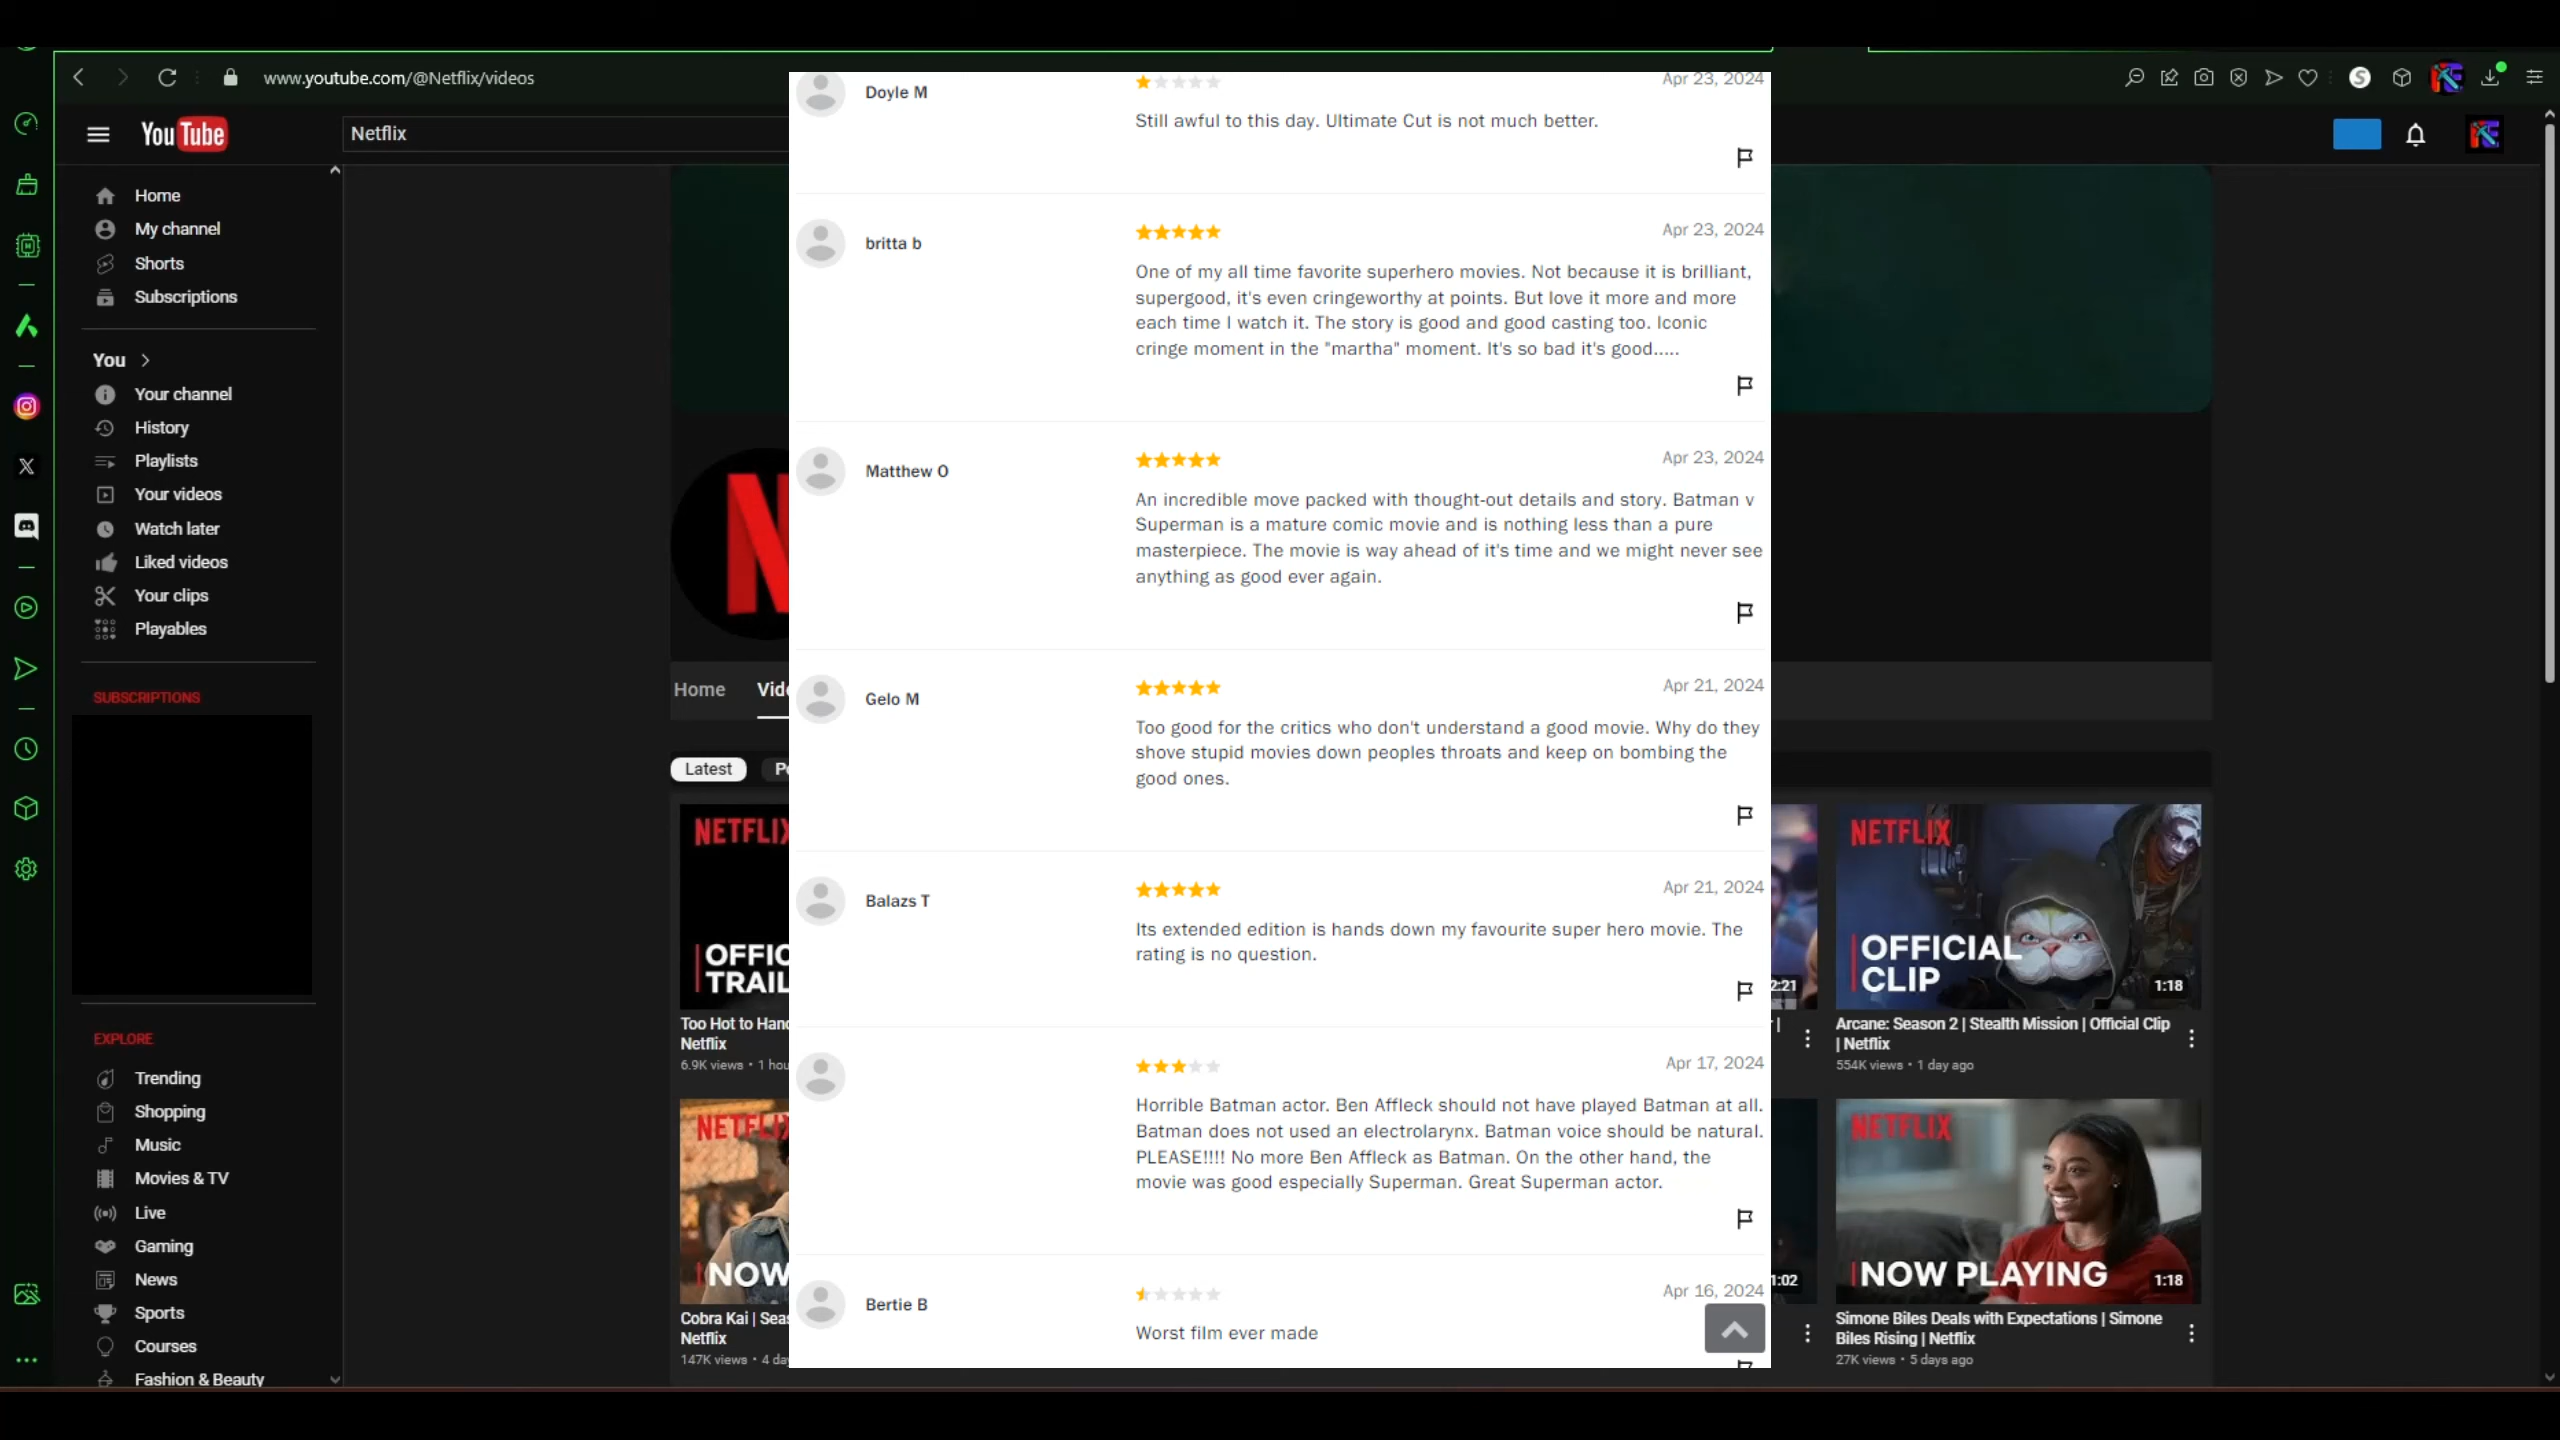 www.youtube.com/@Netflix/videos
YouTube
Netflix
Home
My channel
Shorts
Subscriptions
You
Your channel
History
Playlists
Your videos
Watch later
Liked videos
Your clips
Playables
SUBSCRIPTIONS
EXPLORE
Trending
Shopping
Music
Movies & TV
Live
Gaming
News
Sports
Courses
Fashion & Beauty
Home
Latest
NETFLIX
Too Hot to
Netflix
6.9K views • 1
NETFLIX
NOW
Cobra Kai |
Netflix
147K views • 4
Doyle M
Apr 23, 2024
Still awful to this day. Ultimate Cut is not much better.
britta b
Apr 23, 2024
One of my all time favorite superhero movies. Not because it is brilliant,
supergood, it's even cringeworthy at points. But love it more and more
each time I watch it. The story is good and good casting too. Iconic
cringe moment in the "martha" moment. It's so bad it's good.....
Matthew O
Apr 23, 2024
An incredible move packed with thought-out details and story. Batman v
Superman is a mature comic movie and is nothing less than a pure
masterpiece. The movie is way ahead of it's time and we might never see
anything as good ever again.
Gelo M
Apr 21, 2024
Too good for the critics who don't understand a good movie. Why do they
shove stupid movies down peoples throats and keep on bombing the
good ones.
Balazs T
Apr 21, 2024
Its extended edition is hands down my favourite super hero movie. The
rating is no question.
Apr 17, 2024
Horrible Batman actor. Ben Affleck should not have played Batman at all.
Batman does not used an electrolarynx. Batman voice should be natural.
PLEASE!!!! No more Ben Affleck as Batman. On the other hand, the
movie was good especially Superman. Great Superman actor.
Bertie B
Apr 16, 2024
Worst film ever made
2:21
1:02
NETFLIX
OFFICIAL
CLIP
1:18
Arcane: Season 2 | Stealth Mission | Official Clip
| Netflix
554K views • 1 day ago
NETFLIX
NOW PLAYING
1:18
Simone Biles Deals with Expectations | Simone
Biles Rising | Netflix
27K views • 5 days ago